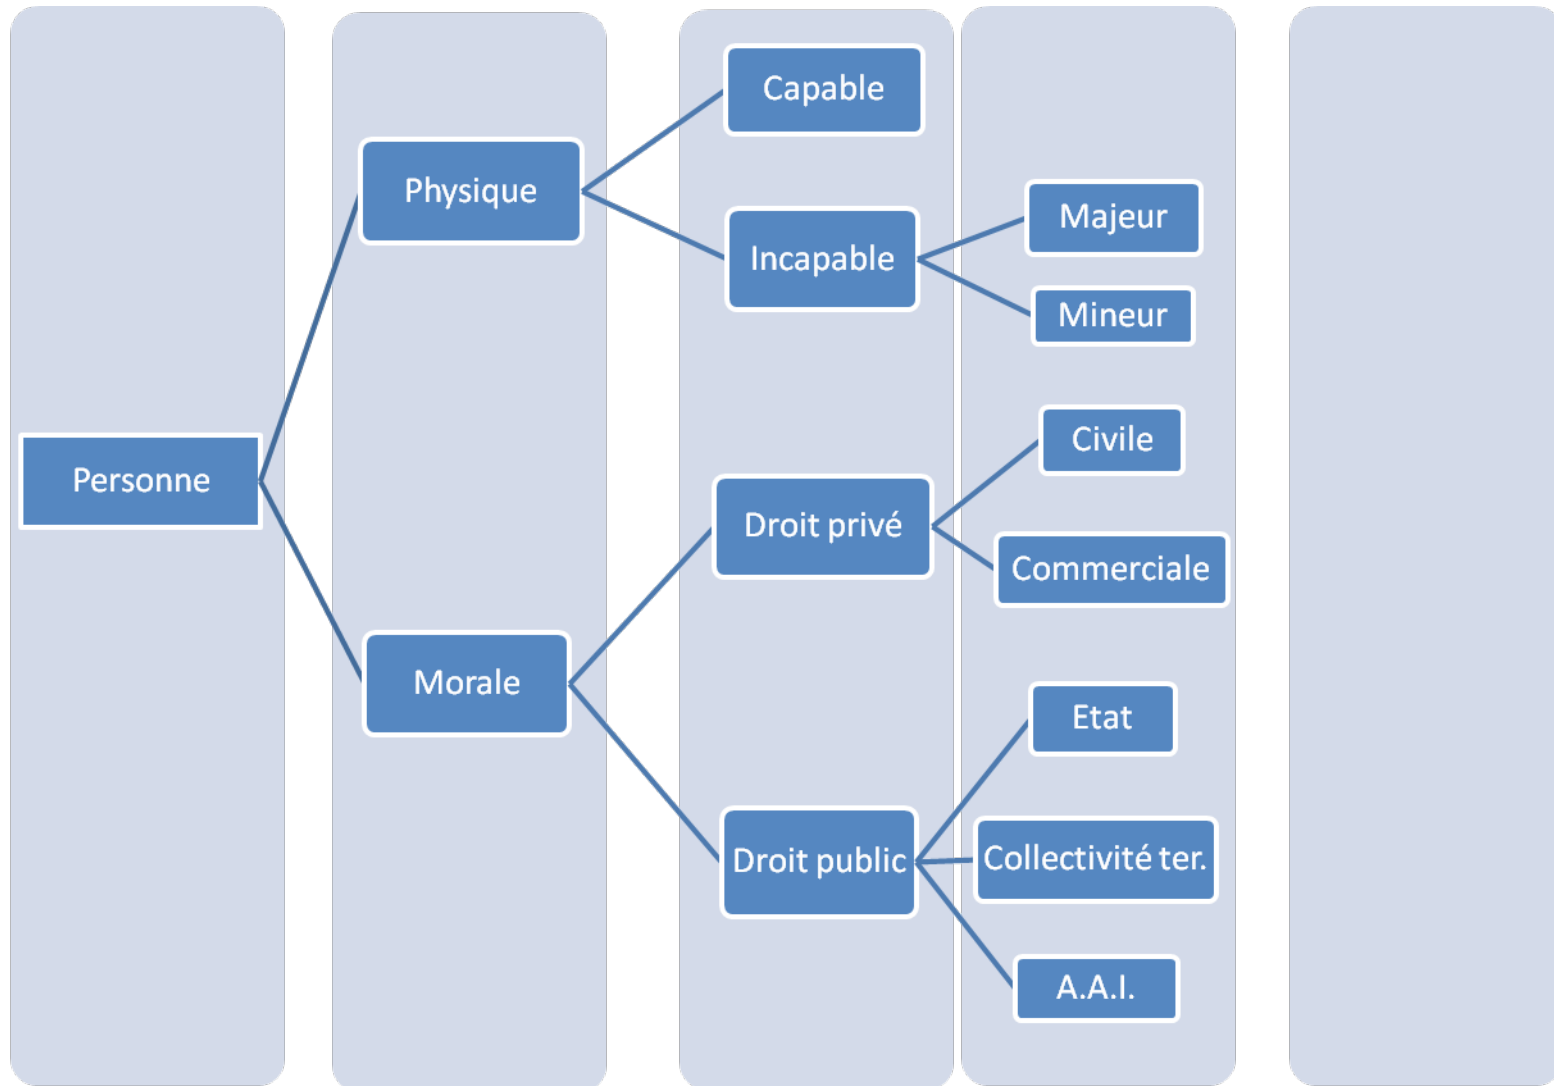 Personne
Physique
Capable
Incapable
Majeur
Mineur
Morale
Droit privé
Civile
Commerciale
Droit public
Etat
Collectivité ter.
A.A.I.